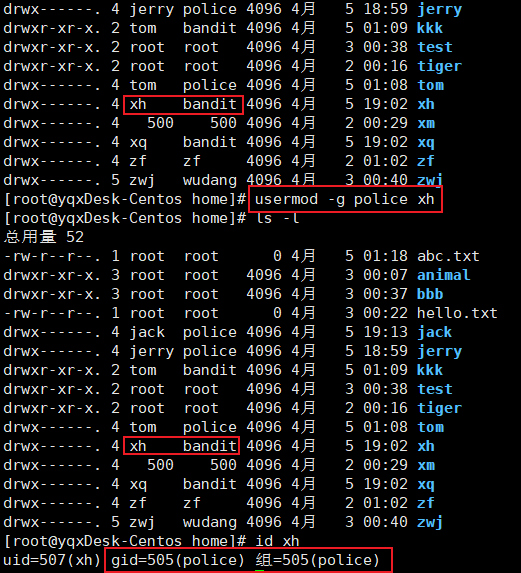 drwx------. 4 jerry police 4096 4月   5 18:59 jerry
drwxr-xr-x. 2 tom   bandit 4096 4月   5 01:09 kkk
drwxr-xr-x. 2 root  root   4096 4月   3 00:38 test
drwxr-xr-x. 2 root  root   4096 4月   2 00:16 tiger
drwx------. 4 tom   police 4096 4月   5 01:08 tom
drwx------. 4 xh    bandit 4096 4月   5 19:02 xh
drwx------. 4   500    500 4096 4月   2 00:29 xm
drwx------. 4 xq    bandit 4096 4月   5 19:02 xq
drwx------. 4 zf    zf     4096 4月   2 01:02 zf
drwx------. 5 zwj   wudang 4096 4月   3 00:40 zwj
[root@yqxDesk-Centos home]# usermod -g police xh
[root@yqxDesk-Centos home]# ls -l
总用量 52
-rw-r--r--. 1 root  root      0 4月   5 01:18 abc.txt
drwxr-xr-x. 3 root  root   4096 4月   3 00:07 animal
drwxr-xr-x. 3 root  root   4096 4月   3 00:37 bbb
-rw-r--r--. 1 root  root      0 4月   3 00:22 hello.txt
drwx------. 4 jack  police 4096 4月   5 19:13 jack
drwx------. 4 jerry police 4096 4月   5 18:59 jerry
drwxr-xr-x. 2 tom   bandit 4096 4月   5 01:09 kkk
drwxr-xr-x. 2 root  root   4096 4月   3 00:38 test
drwxr-xr-x. 2 root  root   4096 4月   2 00:16 tiger
drwx------. 4 tom   police 4096 4月   5 01:08 tom
drwx------. 4 xh    bandit 4096 4月   5 19:02 xh
drwx------. 4   500    500 4096 4月   2 00:29 xm
drwx------. 4 xq    bandit 4096 4月   5 19:02 xq
drwx------. 4 zf    zf     4096 4月   2 01:02 zf
drwx------. 5 zwj   wudang 4096 4月   3 00:40 zwj
[root@yqxDesk-Centos home]# id xh
uid=507(xh) gid=505(police) 组=505(police)